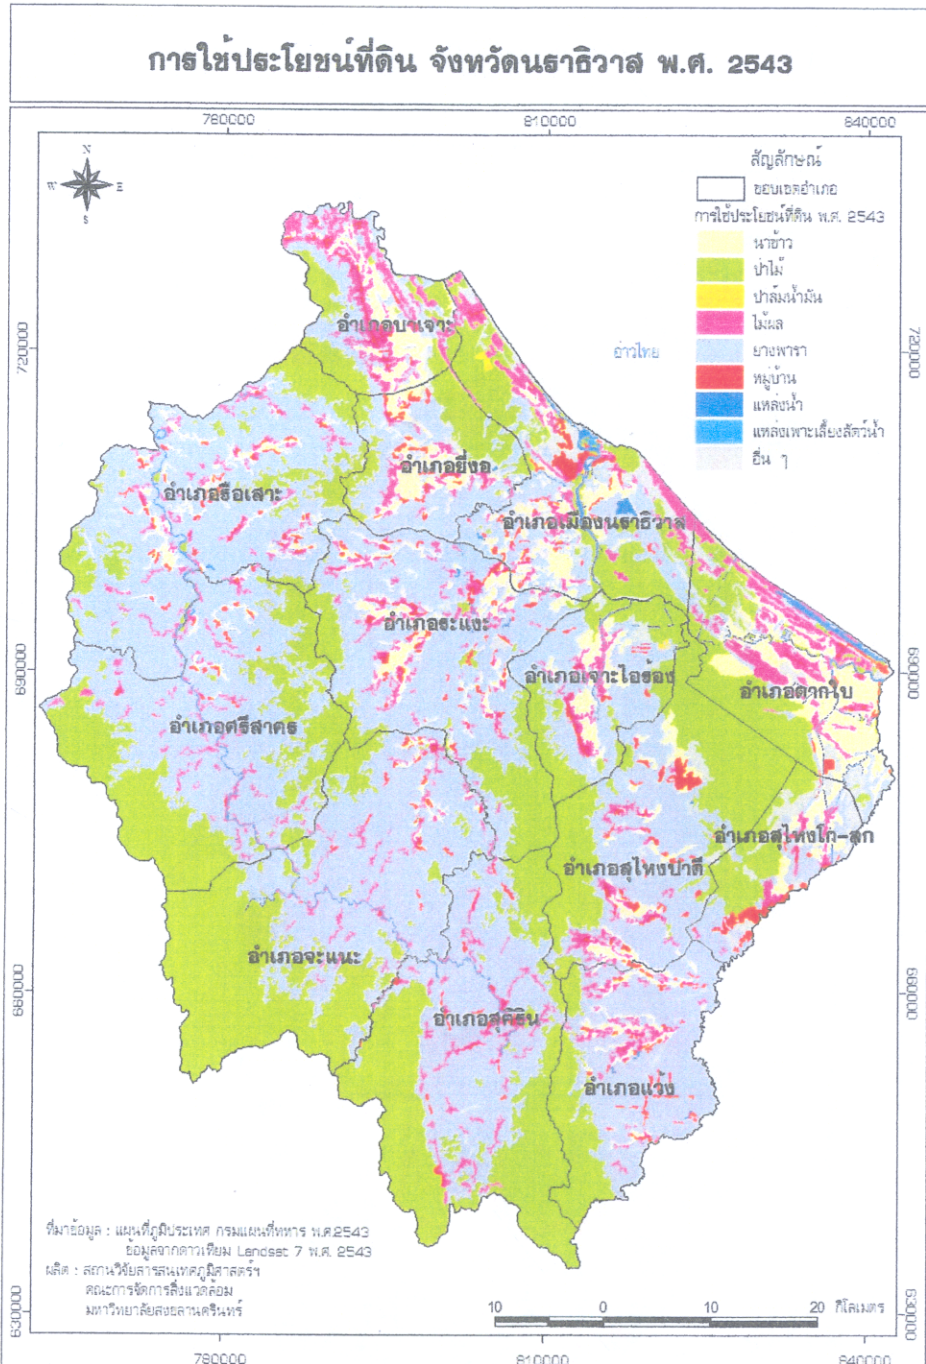 การใช้ประโยชน์ที่ดิน จังหวัดนราธิวาส พ.ศ. 2543
780000
810000
840000
N
W
E
S
สัญลักษณ์
ขอบเขตอำเภอ
การใช้ประโยชน์ที่ดิน พ.ศ. 2543
นาข้าว
ป่าไม้
ปาล์มน้ำมัน
ไม้ผล
ยางพารา
หมู่บ้าน
แหล่งน้ำ
แหล่งเพาะเลี้ยงสัตว์น้ำ
อื่น ๆ
อ่าวไทย
720000
720000
อำเภอบาเจาะ
อำเภอยี่งอ
อำเภอรือเสาะ
อำเภอเมืองนราธิวาส
อำเภอระแงะ
อำเภอเจาะไอร้อง
อำเภอตากใบ
690000
690000
อำเภอศรีสาคร
อำเภอสุไหงโก-ลก
อำเภอสุไหงปาดี
อำเภอจะแนะ
660000
660000
อำเภอสุคิริน
อำเภอแว้ง
ที่มาข้อมูล : แผนที่ภูมิประเทศ กรมแผนที่ทหาร พ.ศ.2543
ข้อมูลจากดาวเทียม Landsat 7 พ.ศ. 2543
ผลิต : สถานวิจัยสารสนเทศภูมิศาสตร์ฯ
คณะการจัดการสิ่งแวดล้อม
มหาวิทยาลัยสงขลานครินทร์
10
0
10
20
กิโลเมตร
630000
630000
780000
810000
840000